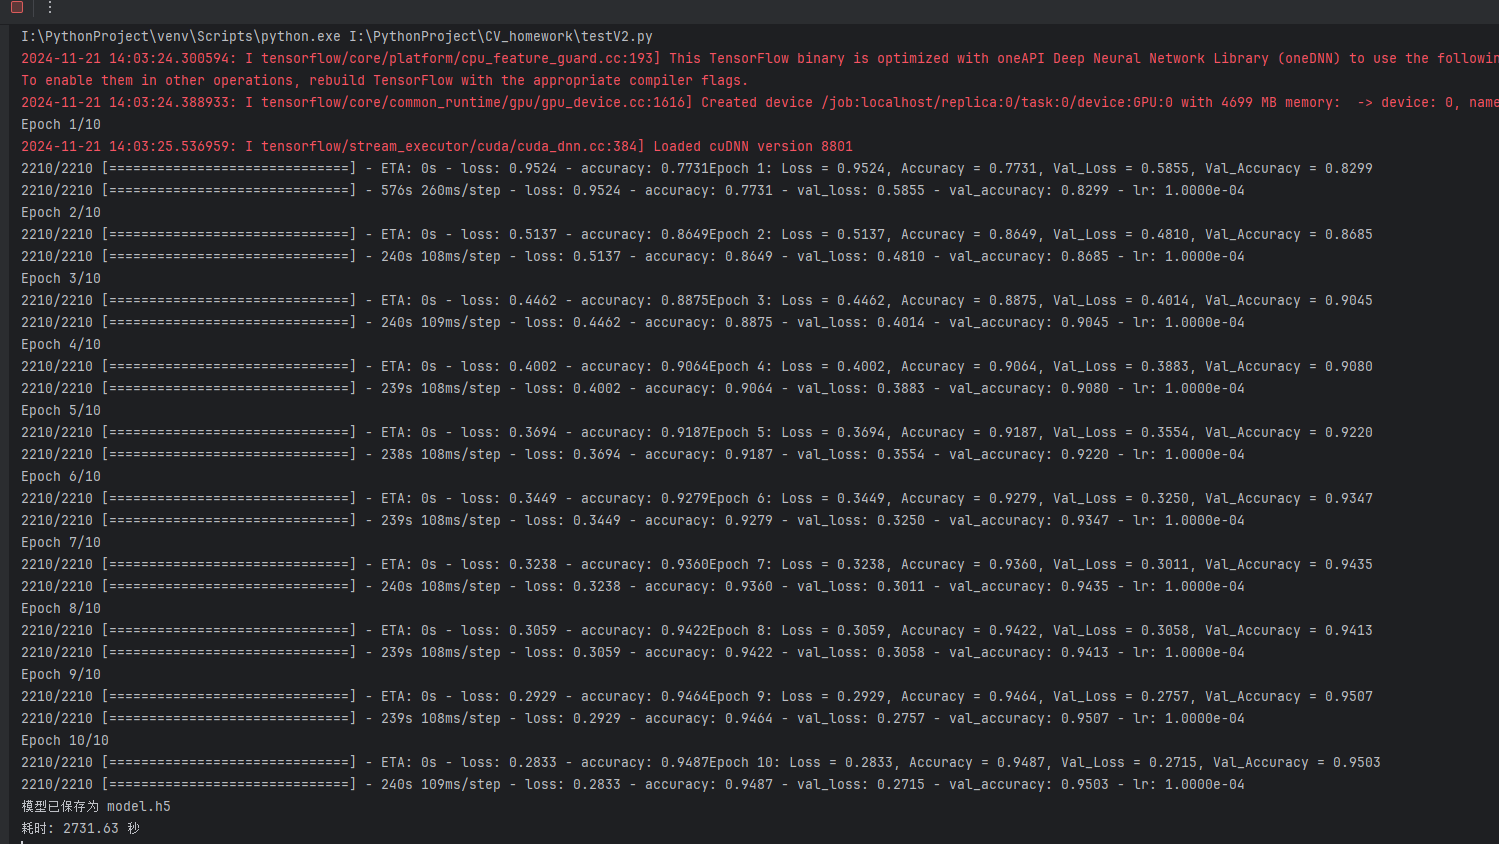 I:\PythonProject\venv\Scripts\python.exe I:\PythonProject\CV_homework\testV2.py
2024-11-21 14:03:24.300594: I tensorflow/core/platform/cpu_feature_guard.cc:193] This TensorFlow binary is optimized with oneAPI Deep Neural Network Library (oneDNN) to use the followin
To enable them in other operations, rebuild TensorFlow with the appropriate compiler flags.
2024-11-21 14:03:24.388933: I tensorflow/core/common_runtime/gpu/gpu_device.cc:1616] Created device /job:localhost/replica:0/task:0/device:GPU:0 with 4699 MB memory:  -> device: 0, name
Epoch 1/10
2024-11-21 14:03:25.536959: I tensorflow/stream_executor/cuda/cuda_dnn.cc:384] Loaded cuDNN version 8801
2210/2210 [==============================] - ETA: 0s - loss: 0.9524 - accuracy: 0.7731Epoch 1: Loss = 0.9524, Accuracy = 0.7731, Val_Loss = 0.5855, Val_Accuracy = 0.8299
2210/2210 [==============================] - 576s 260ms/step - loss: 0.9524 - accuracy: 0.7731 - val_loss: 0.5855 - val_accuracy: 0.8299 - lr: 1.0000e-04
Epoch 2/10
2210/2210 [==============================] - ETA: 0s - loss: 0.5137 - accuracy: 0.8649Epoch 2: Loss = 0.5137, Accuracy = 0.8649, Val_Loss = 0.4810, Val_Accuracy = 0.8685
2210/2210 [==============================] - 240s 108ms/step - loss: 0.5137 - accuracy: 0.8649 - val_loss: 0.4810 - val_accuracy: 0.8685 - lr: 1.0000e-04
Epoch 3/10
2210/2210 [==============================] - ETA: 0s - loss: 0.4462 - accuracy: 0.8875Epoch 3: Loss = 0.4462, Accuracy = 0.8875, Val_Loss = 0.4014, Val_Accuracy = 0.9045
2210/2210 [==============================] - 240s 109ms/step - loss: 0.4462 - accuracy: 0.8875 - val_loss: 0.4014 - val_accuracy: 0.9045 - lr: 1.0000e-04
Epoch 4/10
2210/2210 [==============================] - ETA: 0s - loss: 0.4002 - accuracy: 0.9064Epoch 4: Loss = 0.4002, Accuracy = 0.9064, Val_Loss = 0.3883, Val_Accuracy = 0.9080
2210/2210 [==============================] - 239s 108ms/step - loss: 0.4002 - accuracy: 0.9064 - val_loss: 0.3883 - val_accuracy: 0.9080 - lr: 1.0000e-04
Epoch 5/10
2210/2210 [==============================] - ETA: 0s - loss: 0.3694 - accuracy: 0.9187Epoch 5: Loss = 0.3694, Accuracy = 0.9187, Val_Loss = 0.3554, Val_Accuracy = 0.9220
2210/2210 [==============================] - 238s 108ms/step - loss: 0.3694 - accuracy: 0.9187 - val_loss: 0.3554 - val_accuracy: 0.9220 - lr: 1.0000e-04
Epoch 6/10
2210/2210 [==============================] - ETA: 0s - loss: 0.3449 - accuracy: 0.9279Epoch 6: Loss = 0.3449, Accuracy = 0.9279, Val_Loss = 0.3250, Val_Accuracy = 0.9347
2210/2210 [==============================] - 239s 108ms/step - loss: 0.3449 - accuracy: 0.9279 - val_loss: 0.3250 - val_accuracy: 0.9347 - lr: 1.0000e-04
Epoch 7/10
2210/2210 [==============================] - ETA: 0s - loss: 0.3238 - accuracy: 0.9360Epoch 7: Loss = 0.3238, Accuracy = 0.9360, Val_Loss = 0.3011, Val_Accuracy = 0.9435
2210/2210 [==============================] - 240s 108ms/step - loss: 0.3238 - accuracy: 0.9360 - val_loss: 0.3011 - val_accuracy: 0.9435 - lr: 1.0000e-04
Epoch 8/10
2210/2210 [==============================] - ETA: 0s - loss: 0.3059 - accuracy: 0.9422Epoch 8: Loss = 0.3059, Accuracy = 0.9422, Val_Loss = 0.3058, Val_Accuracy = 0.9413
2210/2210 [==============================] - 239s 108ms/step - loss: 0.3059 - accuracy: 0.9422 - val_loss: 0.3058 - val_accuracy: 0.9413 - lr: 1.0000e-04
Epoch 9/10
2210/2210 [==============================] - ETA: 0s - loss: 0.2929 - accuracy: 0.9464Epoch 9: Loss = 0.2929, Accuracy = 0.9464, Val_Loss = 0.2757, Val_Accuracy = 0.9507
2210/2210 [==============================] - 239s 108ms/step - loss: 0.2929 - accuracy: 0.9464 - val_loss: 0.2757 - val_accuracy: 0.9507 - lr: 1.0000e-04
Epoch 10/10
2210/2210 [==============================] - ETA: 0s - loss: 0.2833 - accuracy: 0.9487Epoch 10: Loss = 0.2833, Accuracy = 0.9487, Val_Loss = 0.2715, Val_Accuracy = 0.9503
2210/2210 [==============================] - 240s 109ms/step - loss: 0.2833 - accuracy: 0.9487 - val_loss: 0.2715 - val_accuracy: 0.9503 - lr: 1.0000e-04
模型已保存为 model.h5
耗时: 2731.63 秒